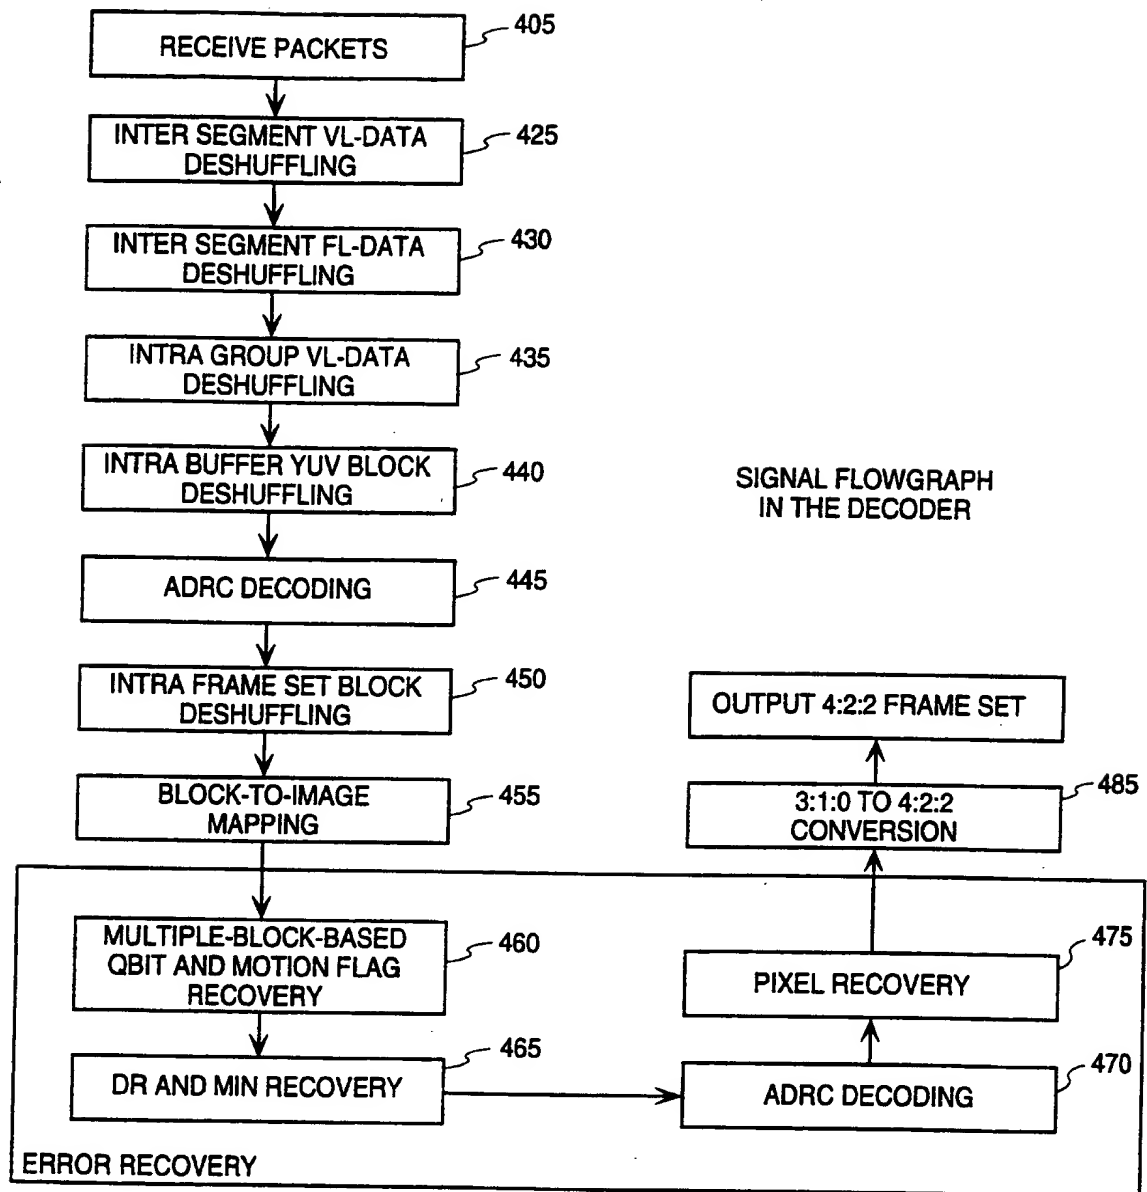 RECEIVE PACKETS
405
INTER SEGMENT VL-DATA
DESHUFFLING
425
INTER SEGMENT FL-DATA
DESHUFFLING
430
INTRA GROUP VL-DATA
DESHUFFLING
435
INTRA BUFFER YUV BLOCK
DESHUFFLING
440
SIGNAL FLOWGRAPH
IN THE DECODER
ADRC DECODING
445
INTRA FRAME SET BLOCK
DESHUFFLING
450
BLOCK-TO-IMAGE
MAPPING
455
MULTIPLE-BLOCK-BASED
QBIT AND MOTION FLAG
RECOVERY
460
DR AND MIN RECOVERY
465
ADRC DECODING
470
PIXEL RECOVERY
475
3:1:0 TO 4:2:2
CONVERSION
485
OUTPUT 4:2:2 FRAME SET
ERROR RECOVERY